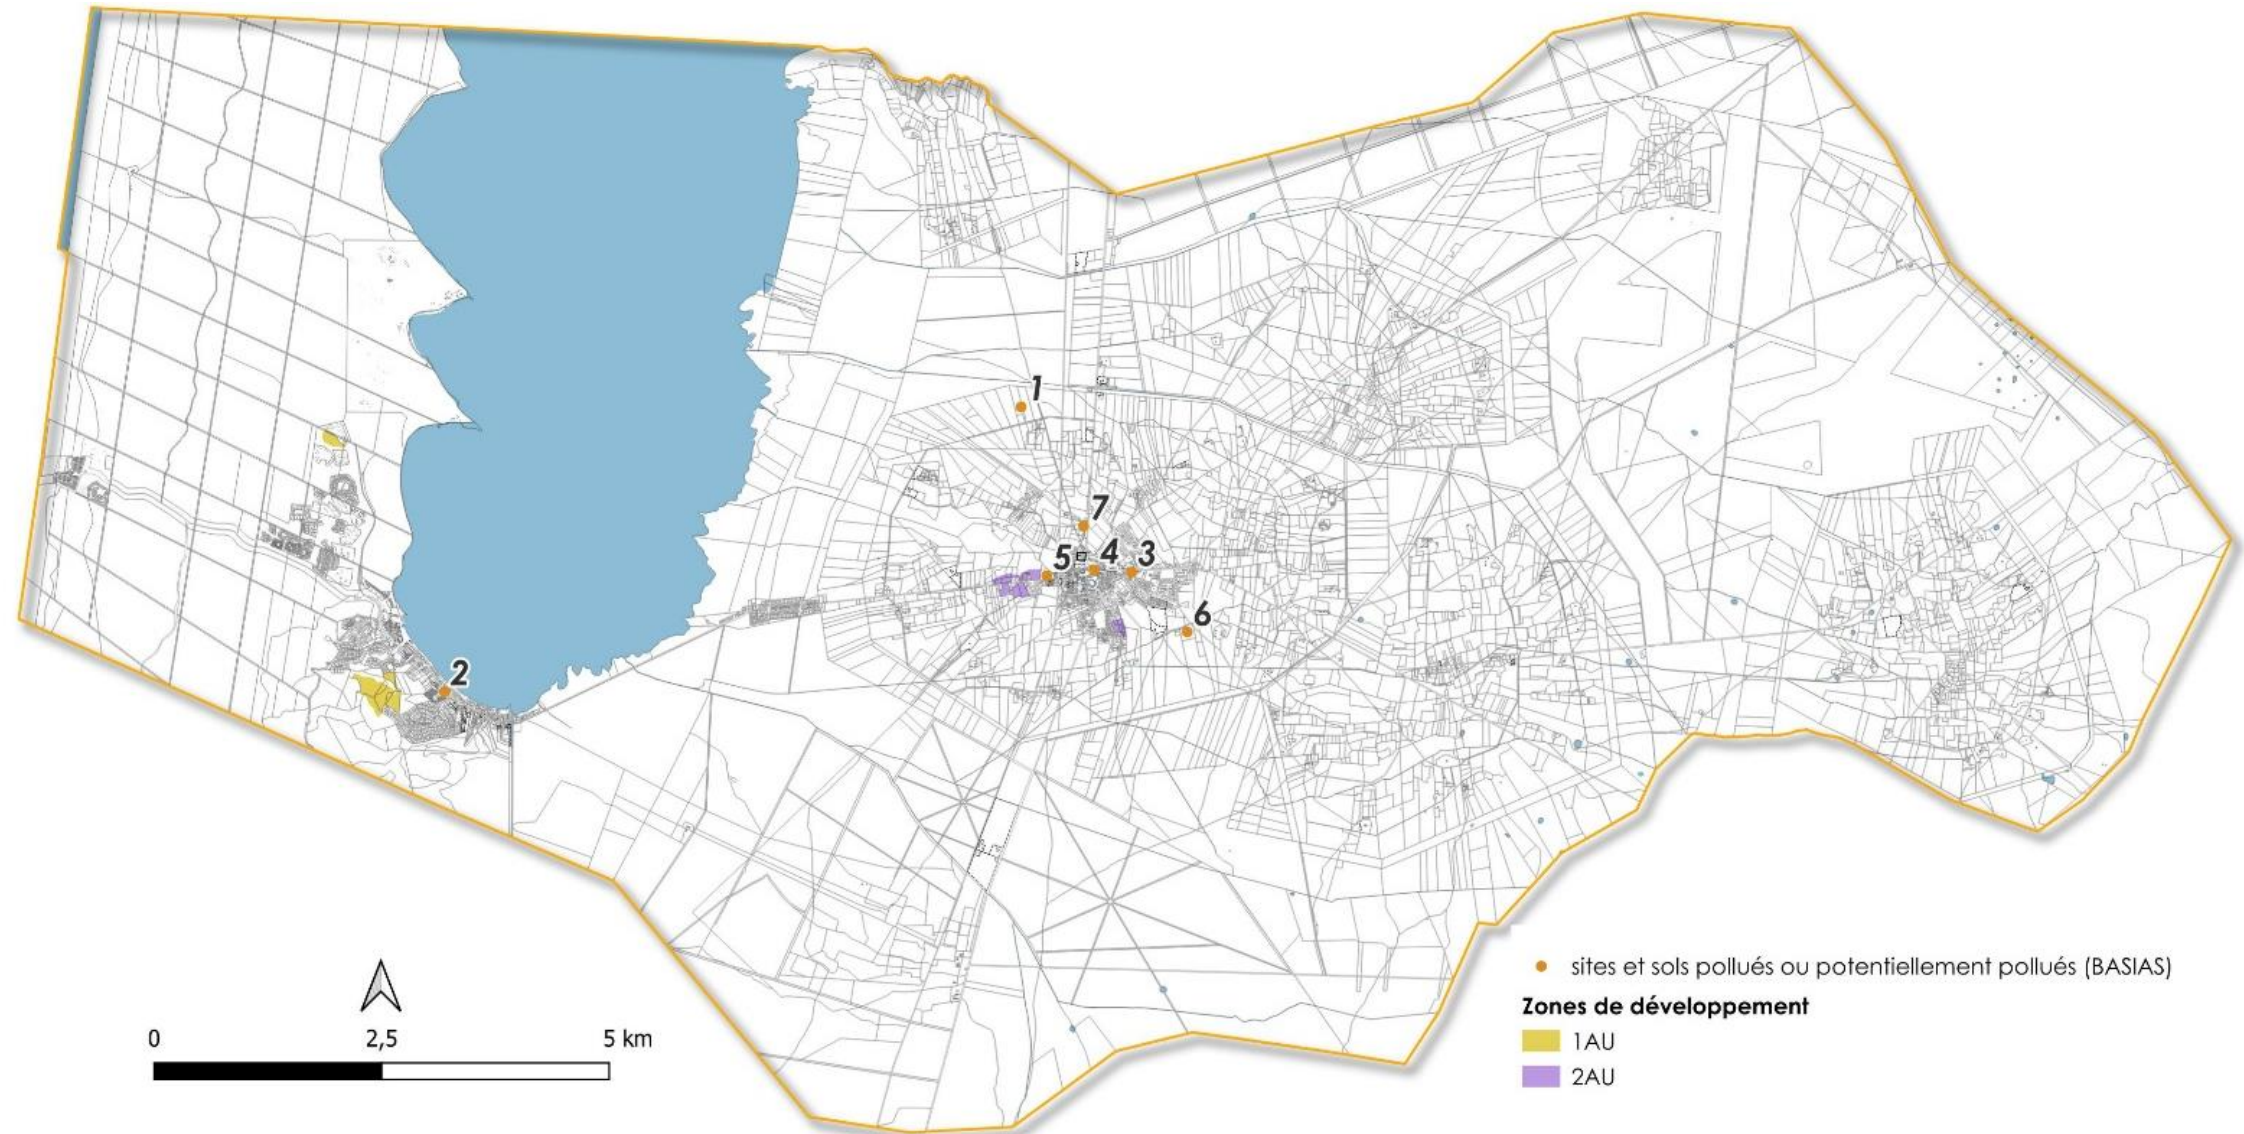 1
7
5
4
3
6
2
sites et sols pollués ou potentiellement pollués (BASIAS)
Zones de développement
1AU
2AU
0 2,5 5 km